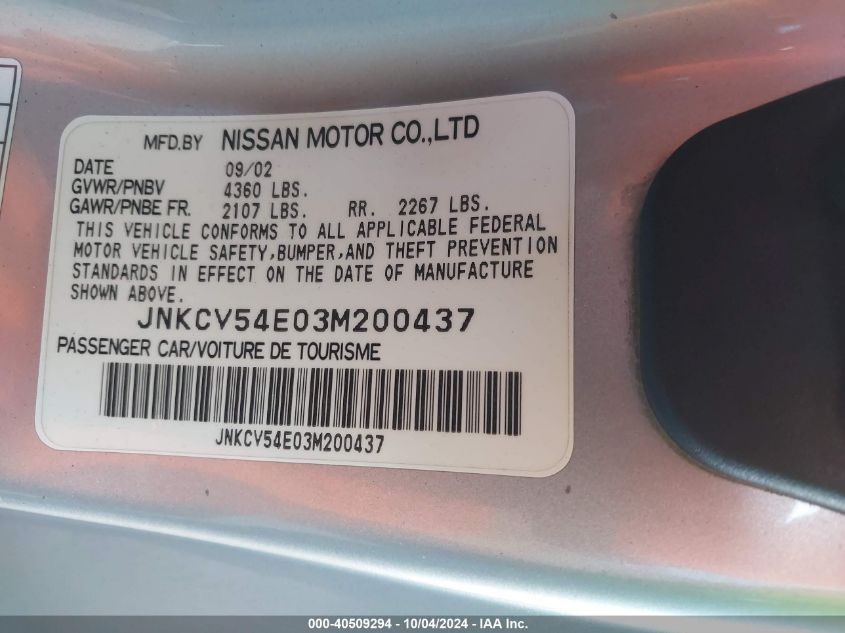 MFD.BY NISSAN MOTOR CO.,LTD
DATE 09/02
GVWR/PNBV 4360 LBS.
GAWR/PNBE FR. 2107 LBS. RR. 2267 LBS.
THIS VEHICLE CONFORMS TO ALL APPLICABLE FEDERAL
MOTOR VEHICLE SAFETY,BUMPER,AND THEFT PREVENTION
STANDARDS IN EFFECT ON THE DATE OF MANUFACTURE
SHOWN ABOVE.
JNKCV54E03M200437
PASSENGER CAR/VOITURE DE TOURISME
JNKCV54E03M200437
000-40509294 - 10/04/2024 - IAA Inc.